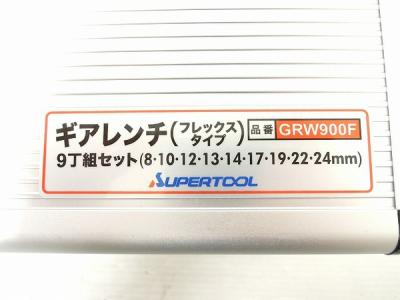 ギアレンチ(フレックスタイプ) 品番 GRW900F
9丁組セット(8・10・12・13・14・17・19・22・24mm)
SUPERTOOL